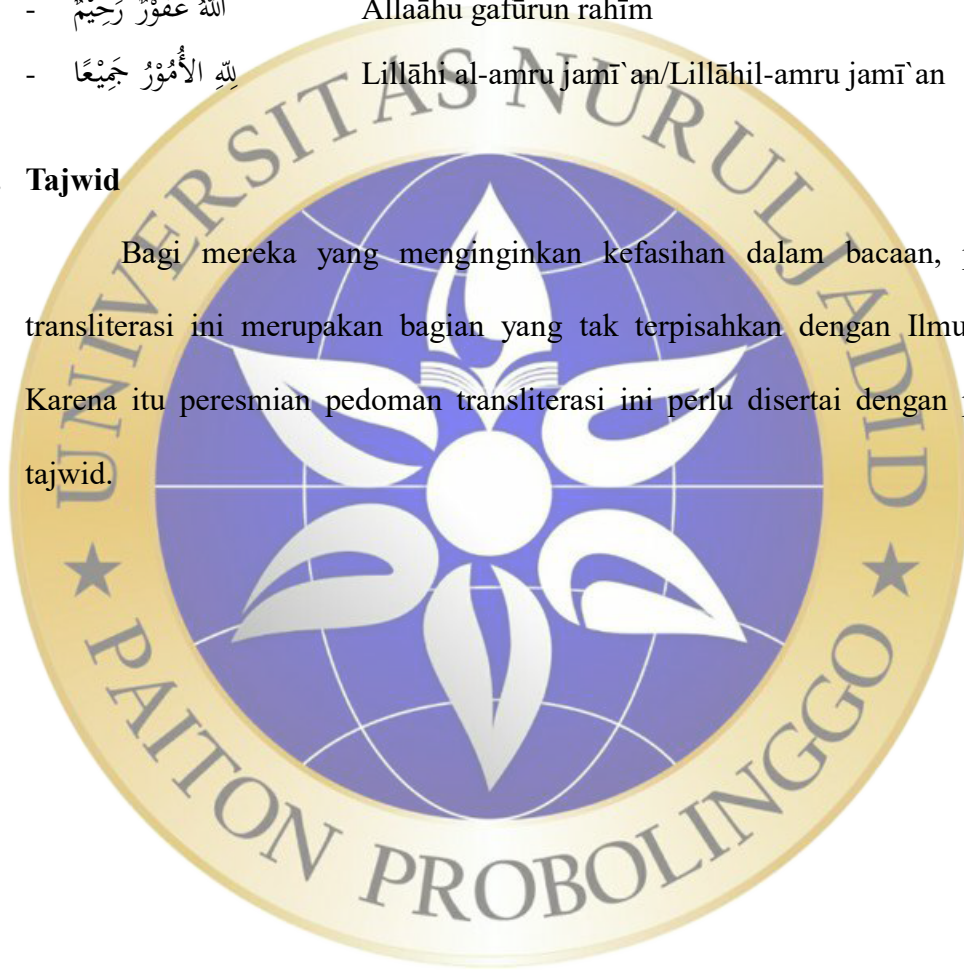 - اللهُ غَفُوْرٌ رَحِيْمٌ Allaāhu gafūrun rahīm
- لِلّهِ الأُمُوْرُ جَمِيْعًا Lillāhi al-amru jamī`an/Lillāhil-amru jamī`an
Tajwid
Bagi mereka yang menginginkan kefasihan dalam bacaan,
transliterasi ini merupakan bagian yang tak terpisahkan dengan Ilmu
Karena itu peresmian pedoman transliterasi ini perlu disertai dengan
tajwid.
UNIVERSITAS NURUL JADID
★ PAITON PROBOLINGGO ★